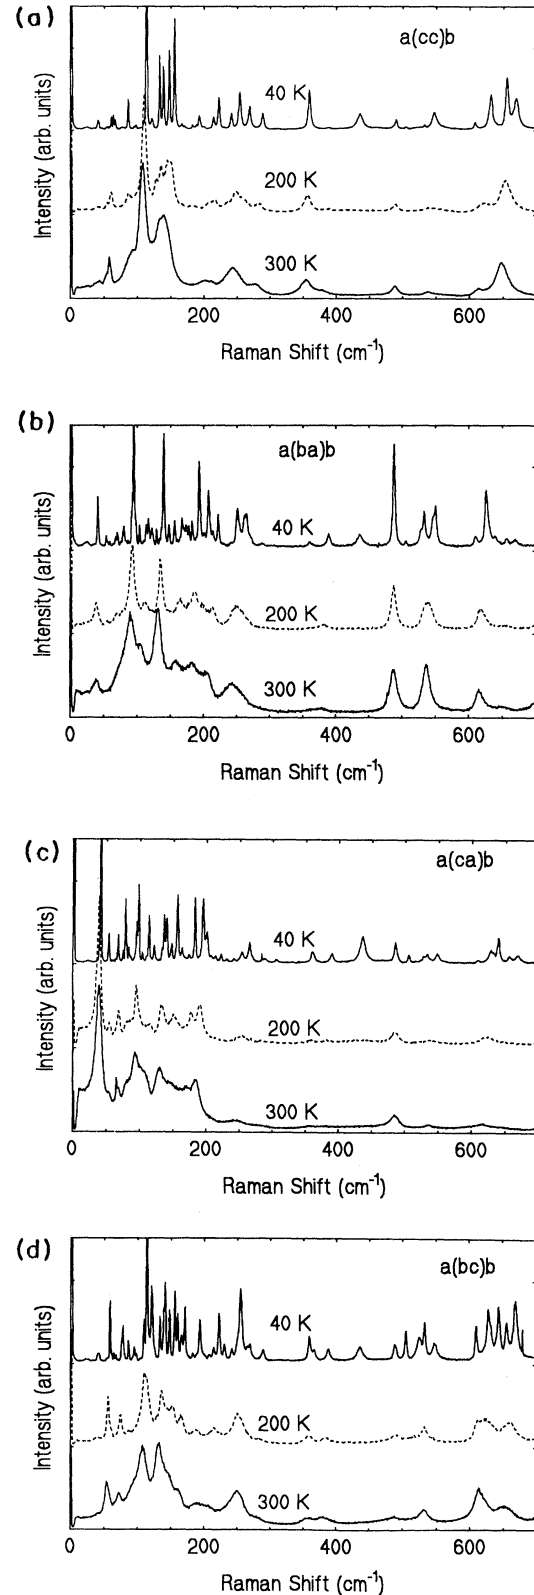 (a)
a(cc)b
40 K
200 K
300 K
Intensity (arb. units)
0 200 400 600
Raman Shift (cm⁻¹)
(b)
a(ba)b
40 K
200 K
300 K
Intensity (arb. units)
0 200 400 600
Raman Shift (cm⁻¹)
(c)
a(ca)b
40 K
200 K
300 K
Intensity (arb. units)
0 200 400 600
Raman Shift (cm⁻¹)
(d)
a(bc)b
40 K
200 K
300 K
Intensity (arb. units)
0 200 400 600
Raman Shift (cm⁻¹)